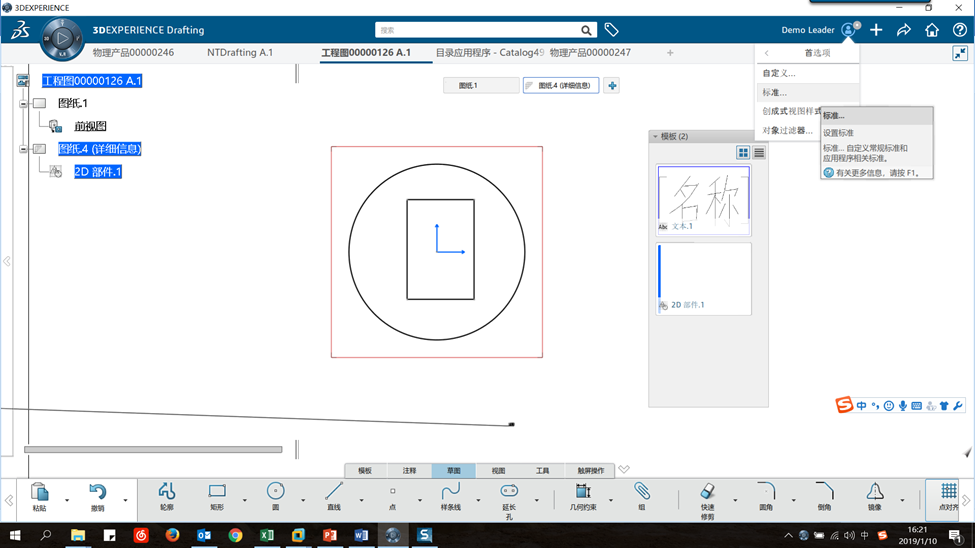 3DEXPERIENCE
3DEXPERIENCE Drafting
搜索
Demo Leader
物理产品00000246
NTDrafting A.1
工程图00000126 A.1
目录应用程序 - Catalog49
物理产品00000247
首选项
自定义...
标准...
创成式视图样式
对象过滤器...
标准...
设置标准
标准... 自定义常规标准和
应用程序相关标准。
有关更多信息，请按 F1。
工程图00000126 A.1
图纸.1
前视图
图纸.4 (详细信息)
2D 部件.1
图纸.1
图纸.4 (详细信息)
模板 (2)
名称
Abc 文本.1
2D 部件.1
中
模板
注释
草图
视图
工具
触屏操作
粘贴
撤销
轮廓
矩形
圆
直线
点
样条线
延长
孔
几何约束
组
快速
修剪
圆角
倒角
镜像
点对齐
中
16:21
2019/1/10